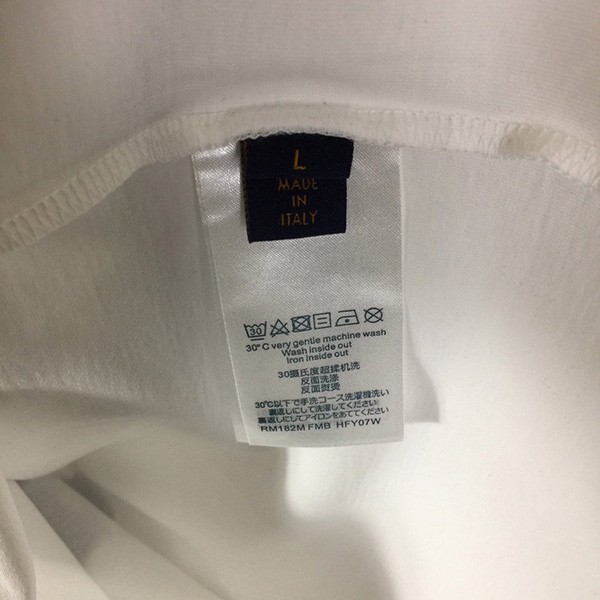 L
MADE
IN
ITALY
30
30°C very gentle machine wash
Wash inside out
Iron inside out
30摄氏度超揉机洗
反面洗涤
反面熨烫
30℃以下で手洗コース洗濯機洗い
裏返しにして洗濯してください
裏返しにしてアイロンをあててください
RM182M FMB HFY07W